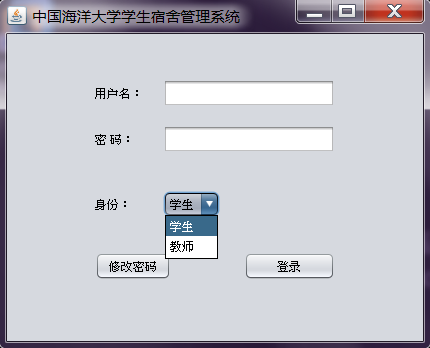 中国海洋大学学生宿舍管理系统
用户名：
密 码：
身份：
学生
学生
教师
修改密码
登录